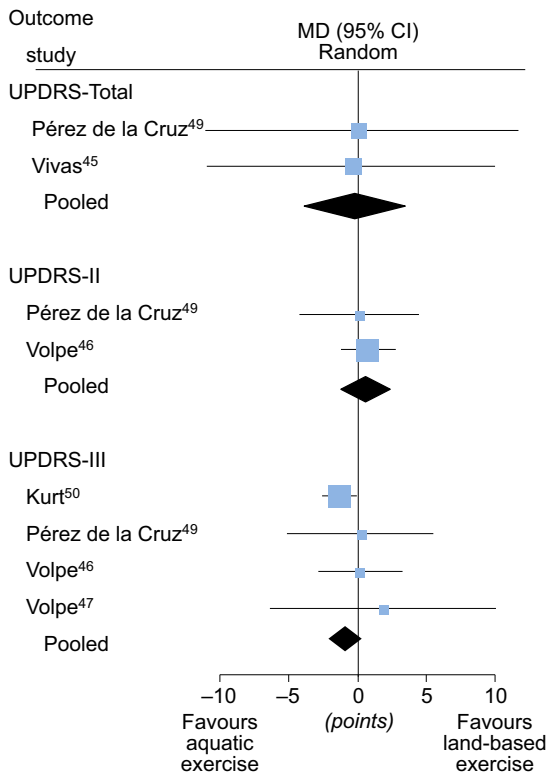 Outcome
study
MD (95% CI)
Random
UPDRS-Total
Pérez de la Cruz49
Vivas45
Pooled
UPDRS-II
Pérez de la Cruz49
Volpe46
Pooled
UPDRS-III
Kurt50
Pérez de la Cruz49
Volpe46
Volpe47
Pooled
–10 –5 0 5 10
(points)
Favours
aquatic
exercise
Favours
land-based
exercise